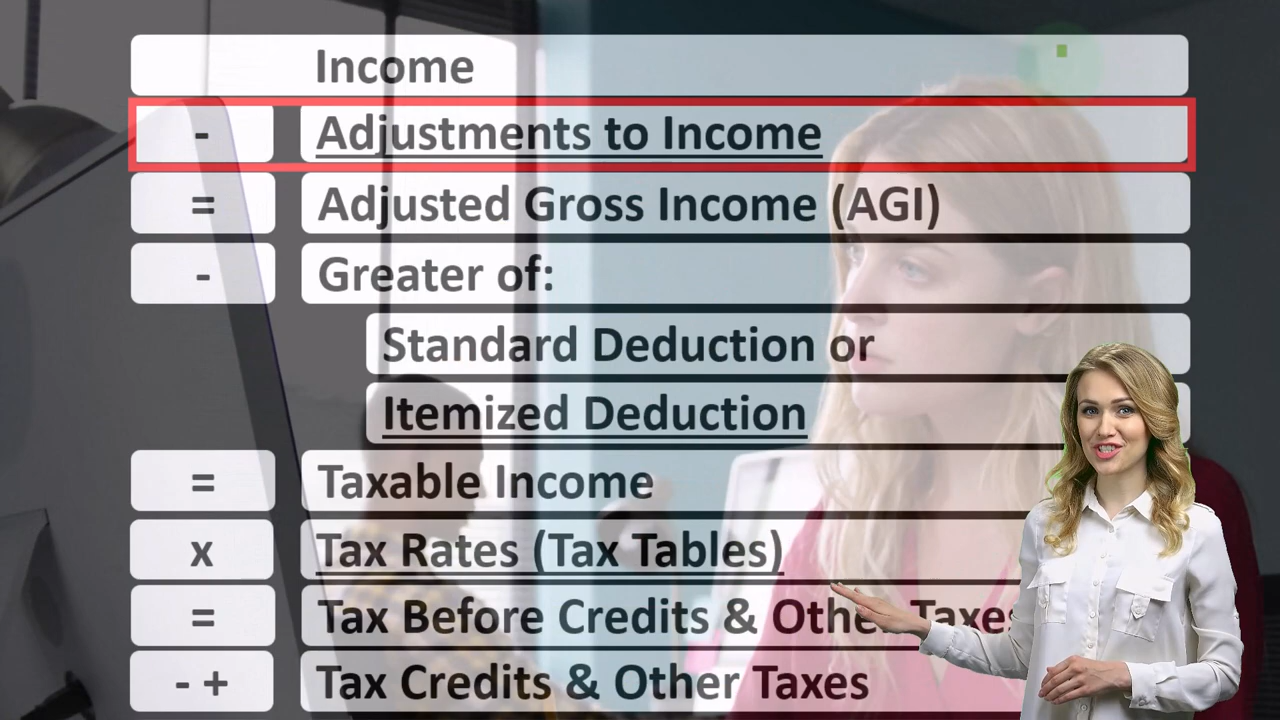 Income
- Adjustments to Income
= Adjusted Gross Income (AGI)
- Greater of:
Standard Deduction or
Itemized Deduction
= Taxable Income
x Tax Rates (Tax Tables)
= Tax Before Credits & Other Taxes
- + Tax Credits & Other Taxes